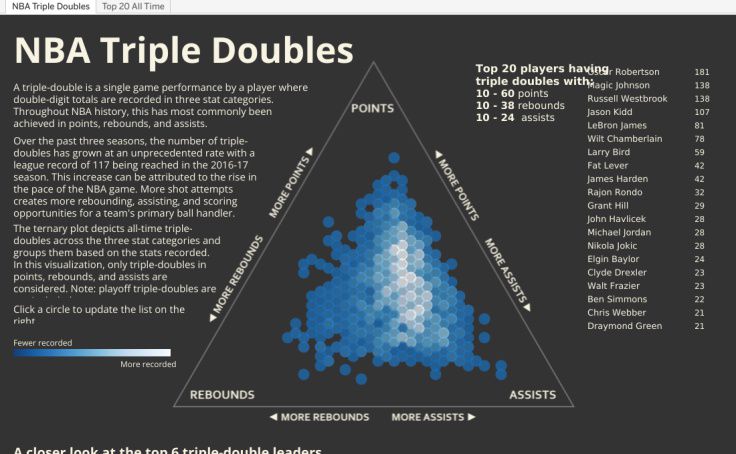 NBA Triple Doubles
Top 20 All Time
NBA Triple Doubles
A triple-double is a single game performance by a player where
double-digit totals are recorded in three stat categories.
Throughout NBA history, this has most commonly been
achieved in points, rebounds, and assists.
Over the past three seasons, the number of triple-
doubles has grown at an unprecedented rate with a
league record of 117 being reached in the 2016-17
season. This increase can be attributed to the rise in
the pace of the NBA game. More shot attempts
creates more rebounding, assisting, and scoring
opportunities for a team's primary ball handler.
The ternary plot depicts all-time triple-
doubles across the three stat categories and
groups them based on the stats recorded.
In this visualization, only triple-doubles in
points, rebounds, and assists are
considered. Note: playoff triple-doubles are
Click a circle to update the list on the
right
Fewer recorded
More recorded
POINTS
◀ MORE POINTS
◀ MORE POINTS
◀ MORE REBOUNDS
MORE ASSISTS ▶
REBOUNDS
ASSISTS
◀ MORE REBOUNDS MORE ASSISTS ▶
Top 20 players having
triple doubles with:
10 - 60 points
10 - 38 rebounds
10 - 24 assists
Oscar Robertson 181
Magic Johnson 138
Russell Westbrook 138
Jason Kidd 107
LeBron James 81
Wilt Chamberlain 78
Larry Bird 59
Fat Lever 42
James Harden 42
Rajon Rondo 32
Grant Hill 29
John Havlicek 28
Michael Jordan 28
Nikola Jokic 28
Elgin Baylor 24
Clyde Drexler 23
Walt Frazier 23
Ben Simmons 22
Chris Webber 21
Draymond Green 21
A closer look at the top 6 triple-double leaders